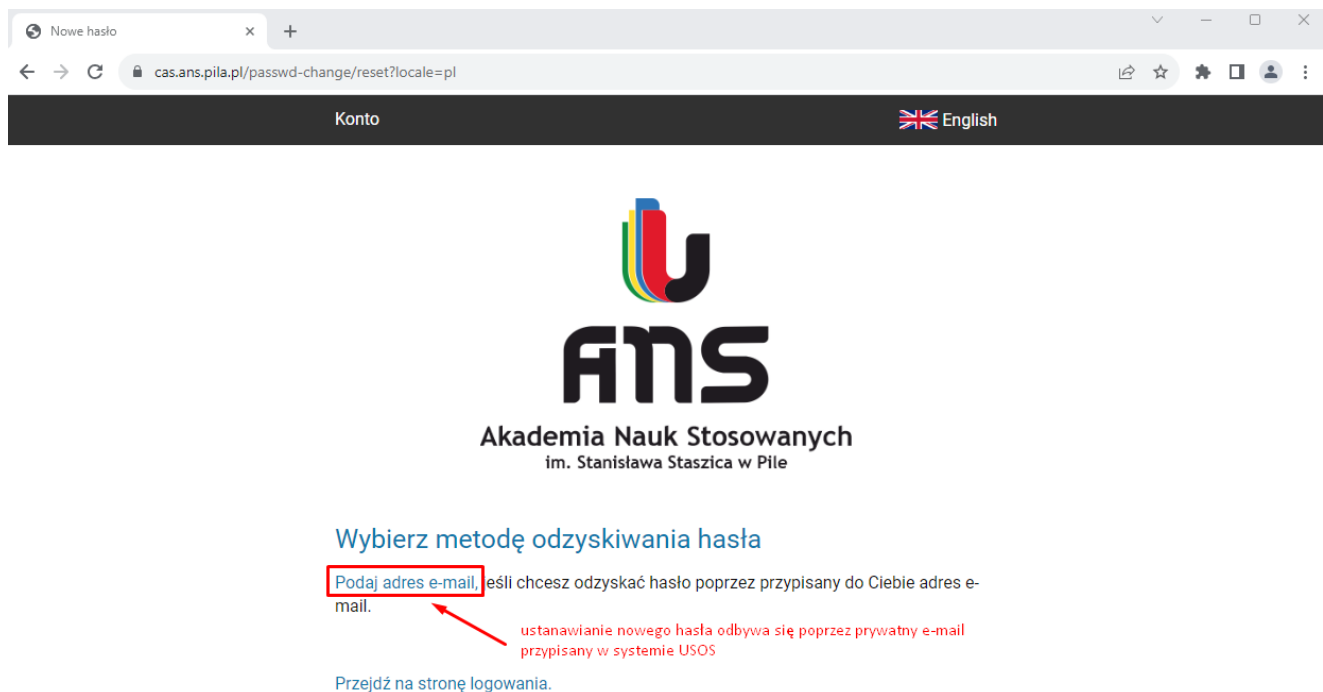 Nowe hasło
cas.ans.pila.pl/passwd-change/reset?locale=pl
Konto English
ANS
Akademia Nauk Stosowanych
im. Stanisława Staszica w Pile
Wybierz metodę odzyskiwania hasła
Podaj adres e-mail, jeśli chcesz odzyskać hasło poprzez przypisany do Ciebie adres e-
mail.
ustanawianie nowego hasła odbywa się poprzez prywatny e-mail
przypisany w systemie USOS
Przejdź na stronę logowania.